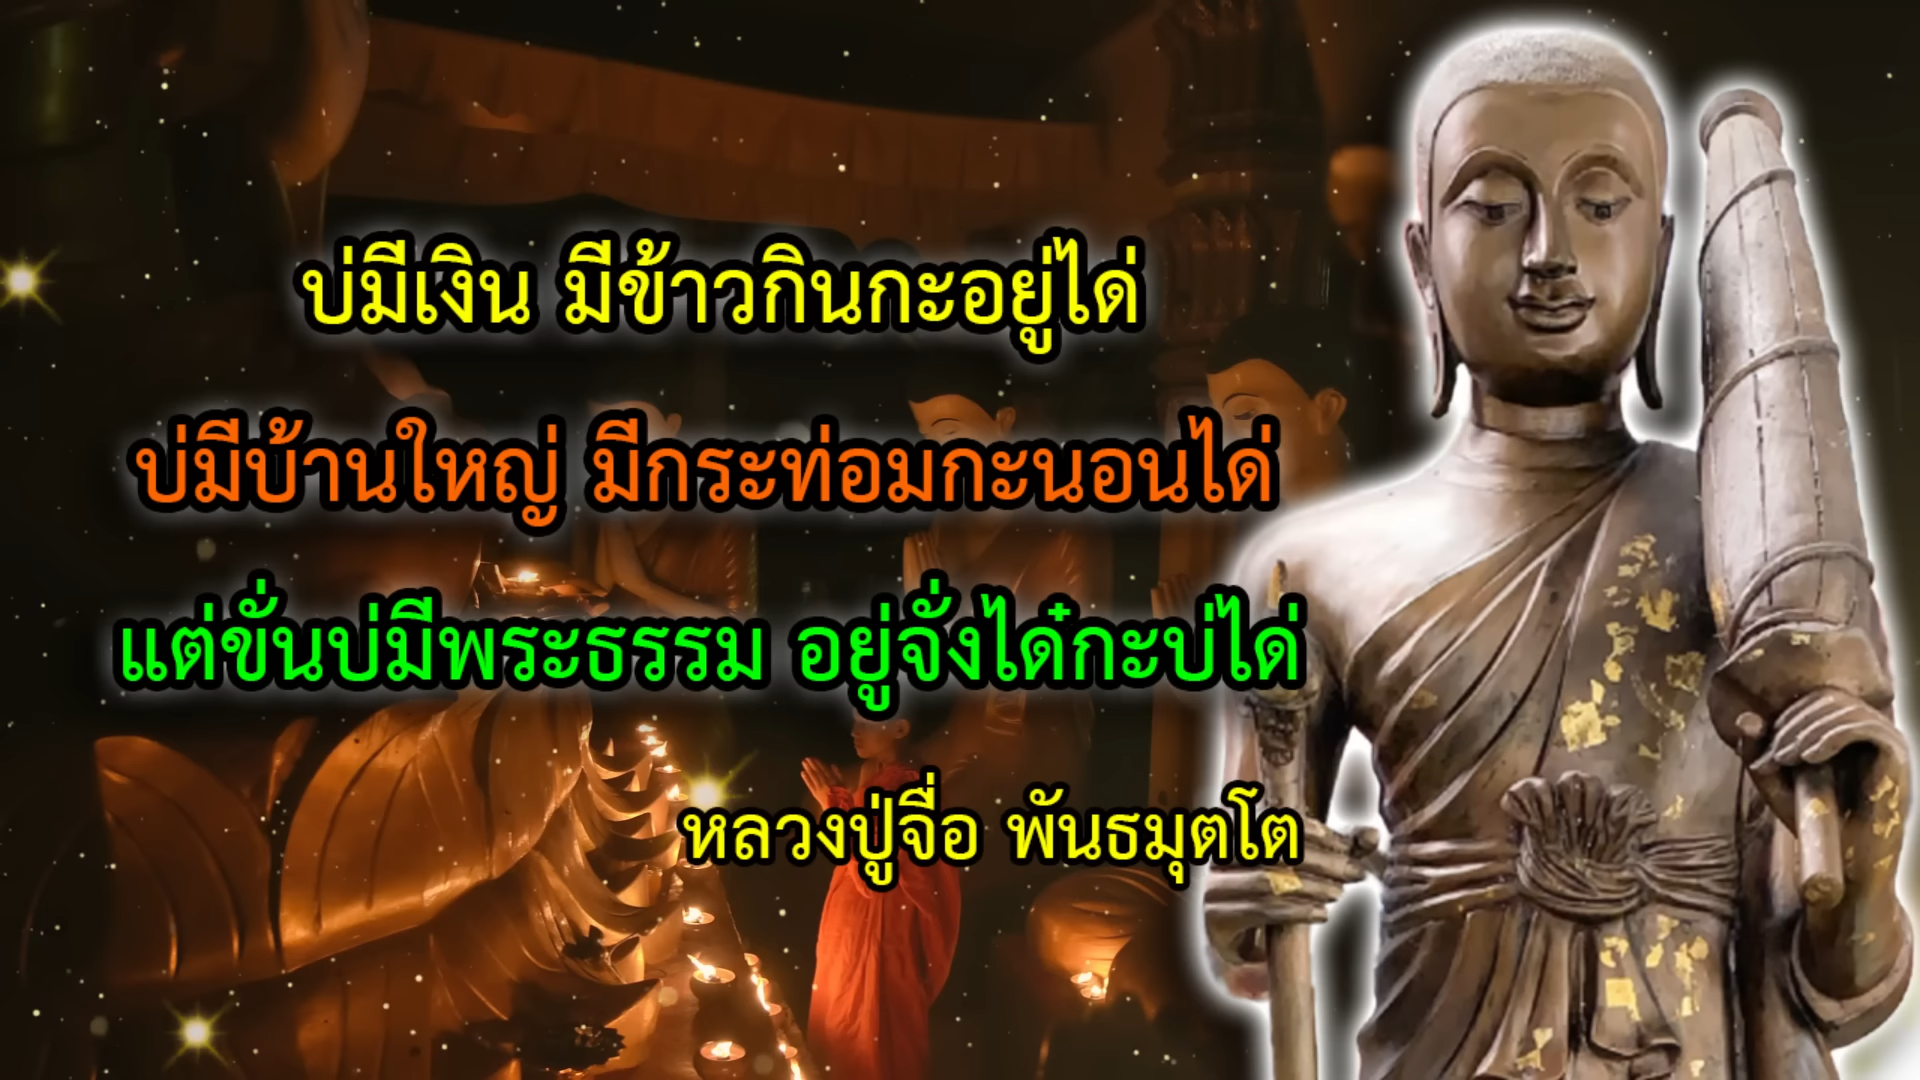 บ่มีเงิน มีข้าวกินกะอยู่ได่
บ่มีบ้านใหญ่ มีกระท่อมกะนอนได่
แต่ขั่นบ่มีพระธรรม อยู่จั่งได๋กะบ่ได่
หลวงปู่จื่อ พันธมุตโต